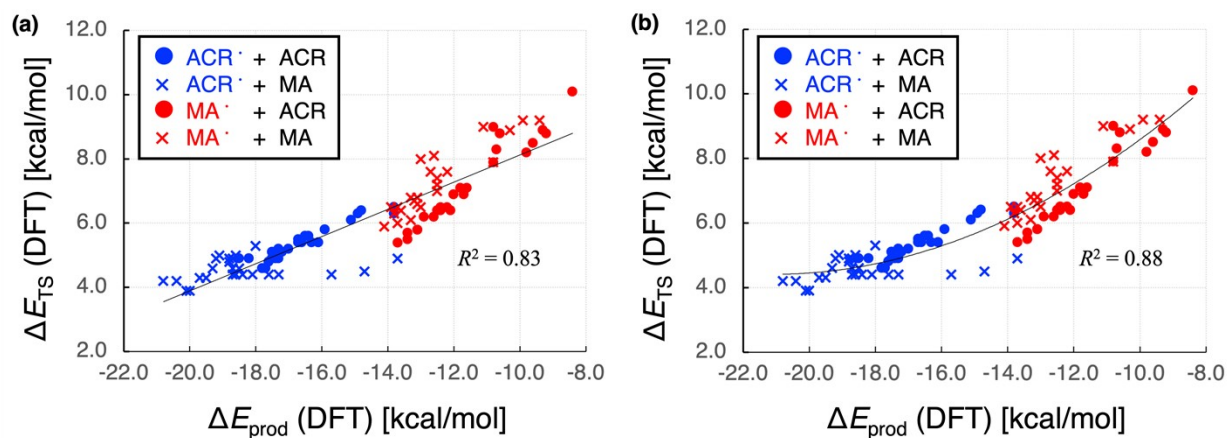 (a)
12.0
10.0
8.0
6.0
4.0
2.0
ΔE_TS (DFT) [kcal/mol]
ACR· + ACR
ACR· + MA
MA· + ACR
MA· + MA
R² = 0.83
-22.0 -20.0 -18.0 -16.0 -14.0 -12.0 -10.0 -8.0
ΔE_prod (DFT) [kcal/mol]
(b)
12.0
10.0
8.0
6.0
4.0
2.0
ΔE_TS (DFT) [kcal/mol]
ACR· + ACR
ACR· + MA
MA· + ACR
MA· + MA
R² = 0.88
-22.0 -20.0 -18.0 -16.0 -14.0 -12.0 -10.0 -8.0
ΔE_prod (DFT) [kcal/mol]